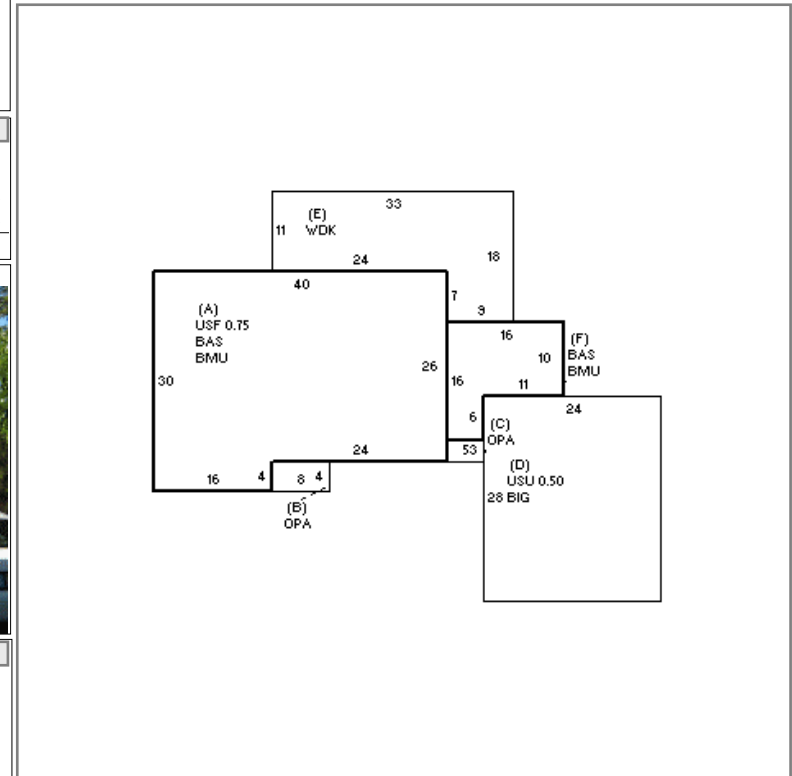 33
(E)
11 WDK
18
24
40
7
9
(A)
USF 0.75
BAS
BMU
16
(F)
10 BAS
BMU
26
30
16
11
24
6
(C)
OPA
24
53
(D)
USU 0.50
28 BIG
16
4
8 4
(B)
OPA